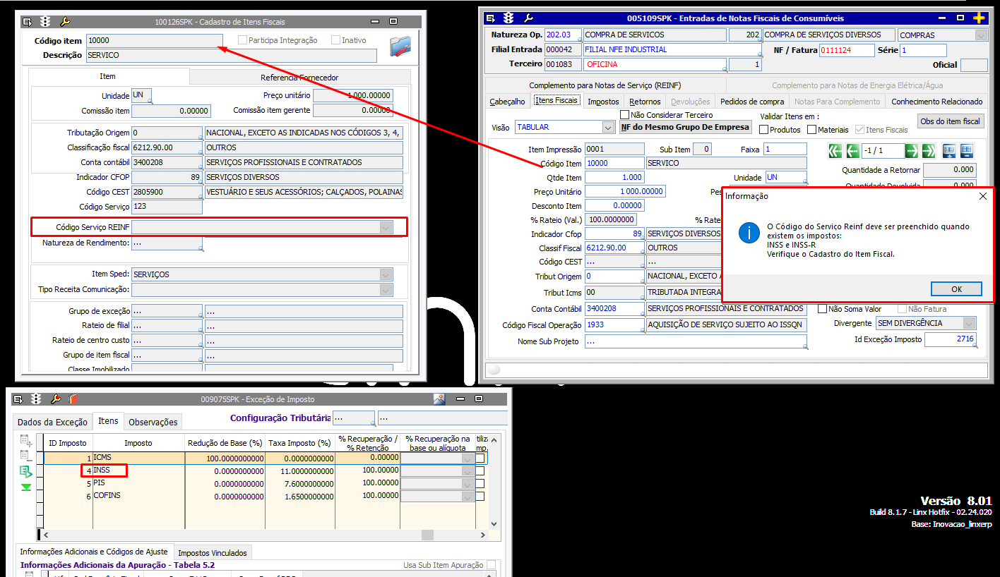 100126SPK - Cadastro de Itens Fiscais
Código item 10000 Participa Integração Inativo
Descrição SERVICO
Item Referencia Fornecedor
Unidade UN Preço unitário 1 000.00000
Comissão item 0.00000 Comissão item gerente 0.00000
Tributação Origem 0 NACIONAL, EXCETO AS INDICADAS NOS CÓDIGOS 3, 4,
Classificação fiscal 6212.90.00 OUTROS
Conta contábil 3400208 SERVIÇOS PROFISSIONAIS E CONTRATADOS
Indicador CFOP 89 SERVIÇOS DIVERSOS
Código CEST 2805900 VESTUÁRIO E SEUS ACESSÓRIOS; CALÇADOS, POLAINAS
Código Serviço 123
Código Serviço REINF
Natureza de Rendimento: ...
Item Sped: SERVIÇOS
Tipo Receita Comunicação:
Grupo de exceção ... ...
Rateio de filial ... ...
Rateio de centro custo ... ...
Grupo de item fiscal ... ...
Classe Imobilizado
005109SPK - Entradas de Notas Fiscais de Consumíveis
Natureza Op. 202.03 COMPRA DE SERVICOS 202 COMPRA DE SERVIÇOS DIVERSOS COMPRAS
Filial Entrada 000042 FILIAL NFE INDUSTRIAL NF / Fatura 0111124 Série 1
Terceiro 001083 OFICINA 1 Oficial
Complemento para Notas de Serviço (REINF) Complemento para Notas de Energia Elétrica/Água
Cabeçalho Itens Fiscais Impostos Retornos Devoluções Pedidos de compra Notas Para Complemento Conhecimento Relacionado
Não Considerar Terceiro Validar Itens em :
Visão TABULAR NF do Mesmo Grupo De Empresa Produtos Materiais Itens Fiscais Obs do item fiscal
Item Impressão 0001 Sub Item 0 Faixa 1 -1 / 1
Código Item 10000 SERVICO Quantidade a Retornar 0.000
Qtde Item 1.000 Unidade UN Quantidade Devolvida 0.000
Preço Unitário 1 000.00000 Pes
Desconto Item 0.00000
% Rateio (Val.) 100.0000000 % Rate
Indicador Cfop 89 SERVIÇOS DIVERSOS
Classif Fiscal 6212.90.00 OUTROS
Código CEST ... ...
Tribut Origem 0 NACIONAL, EXCETO A
Tribut Icms 00 TRIBUTADA INTEGRA
Conta Contábil 3400208 SERVIÇOS PROFISSIONAIS E CONTRATADOS Não Soma Valor Não Fatura
Código Fiscal Operação 1933 AQUISIÇÃO DE SERVIÇO SUJEITO AO ISSQN Divergente SEM DIVERGÊNCIA
Nome Sub Projeto ... Id Exceção Imposto 2716
Informação
O Código do Serviço Reinf deve ser preenchido quando
existem os impostos:
INSS e INSS-R
Verifique o Cadastro do Item Fiscal.
OK
009075SPK - Exceção de Imposto
Dados da Exceção Itens Observações Configuração Tributária ... ...
ID Imposto Imposto Redução de Base (%) Taxa Imposto (%) % Recuperação / % Retenção % Recuperação na base ou alíquota
1 ICMS 100.0000000000 0.0000000000 0.00000
4 INSS 0.0000000000 11.0000000000 100.00000
5 PIS 0.0000000000 7.6000000000 100.00000
6 COFINS 0.0000000000 1.6500000000 100.00000
Informações Adicionais e Códigos de Ajuste Impostos Vinculados
Informações Adicionais da Apuração - Tabela 5.2 Usa Sub Item Apuração
Versão 8.01
Build 8.1.7 - Linx Hotfix - 02.24.020
Base: Inovacao_linxerp